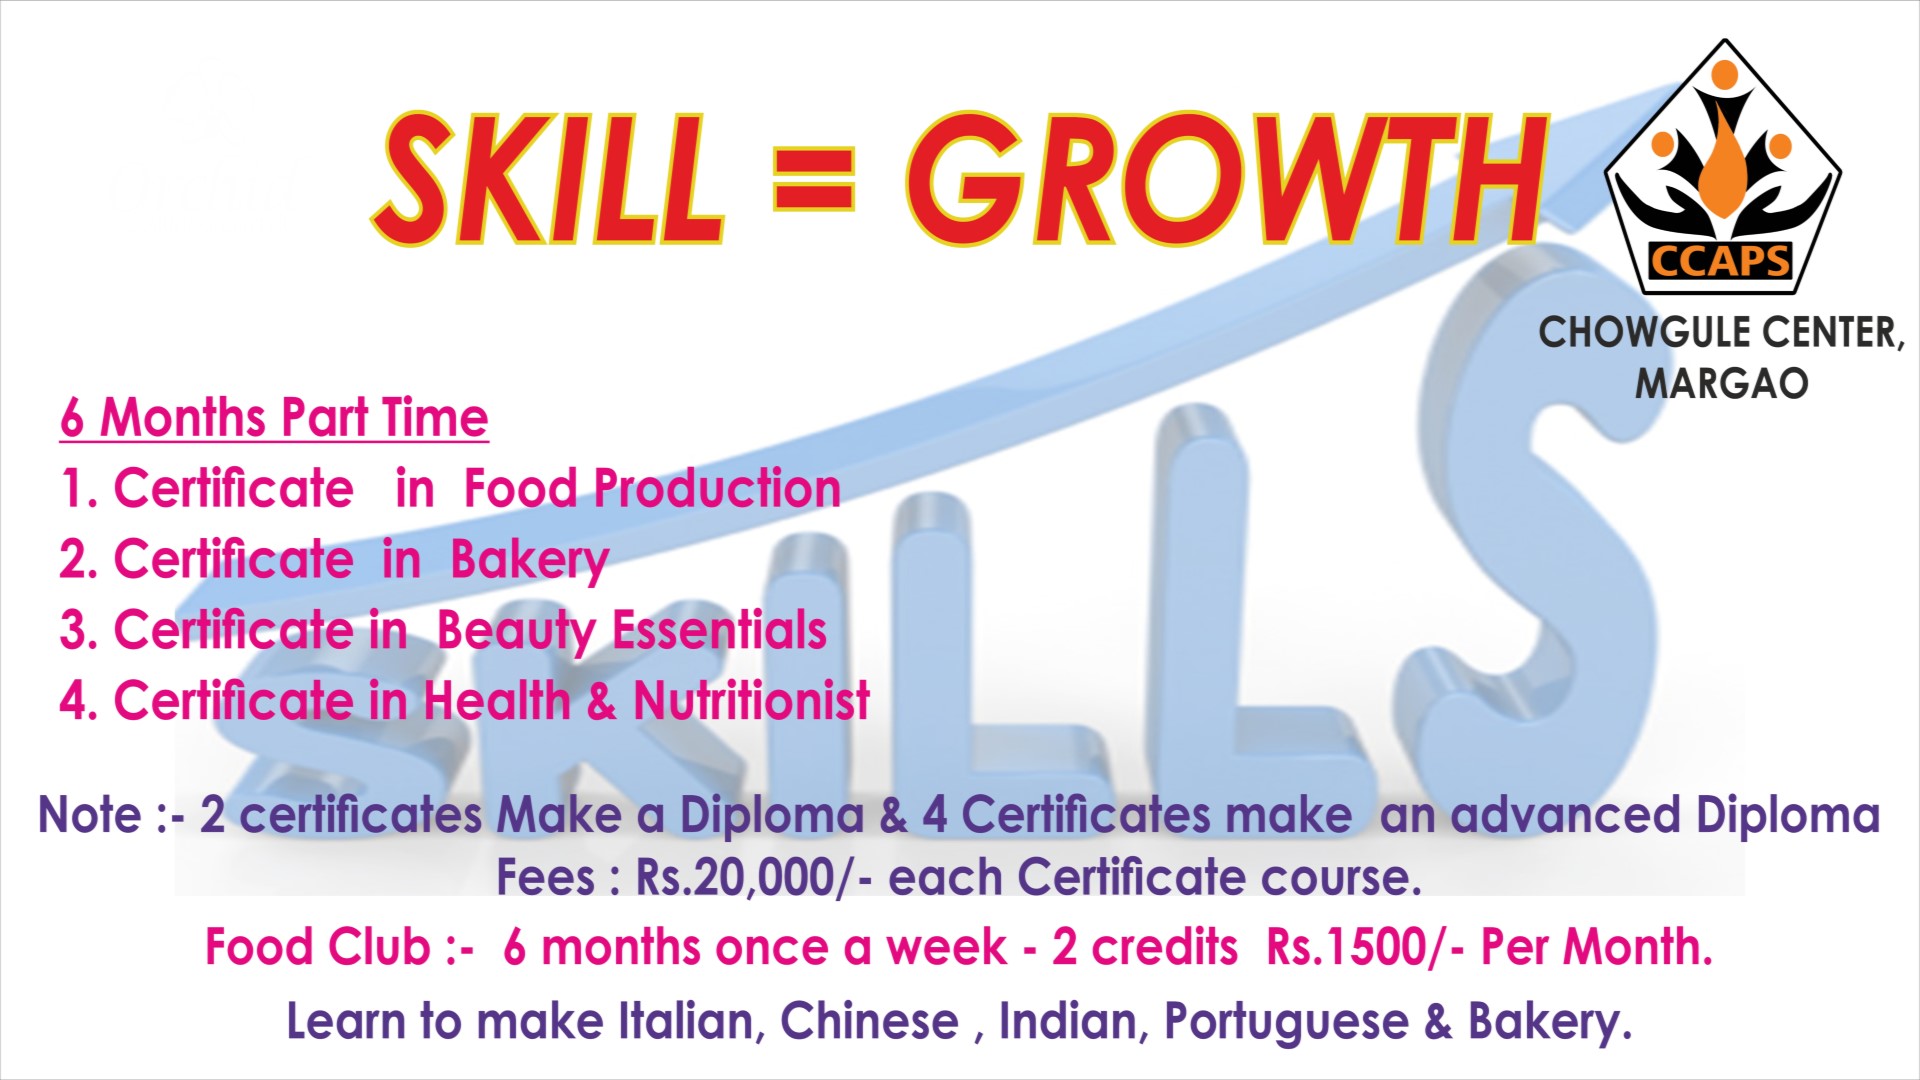 SKILL = GROWTH
CCAPS
CHOWGULE CENTER,
MARGAO
6 Months Part Time
1. Certificate in Food Production
2. Certificate in Bakery
3. Certificate in Beauty Essentials
4. Certificate in Health & Nutritionist
SKILLS
Note :- 2 certificates Make a Diploma & 4 Certificates make an advanced Diploma
Fees : Rs.20,000/- each Certificate course.
Food Club :- 6 months once a week - 2 credits Rs.1500/- Per Month.
Learn to make Italian, Chinese , Indian, Portuguese & Bakery.